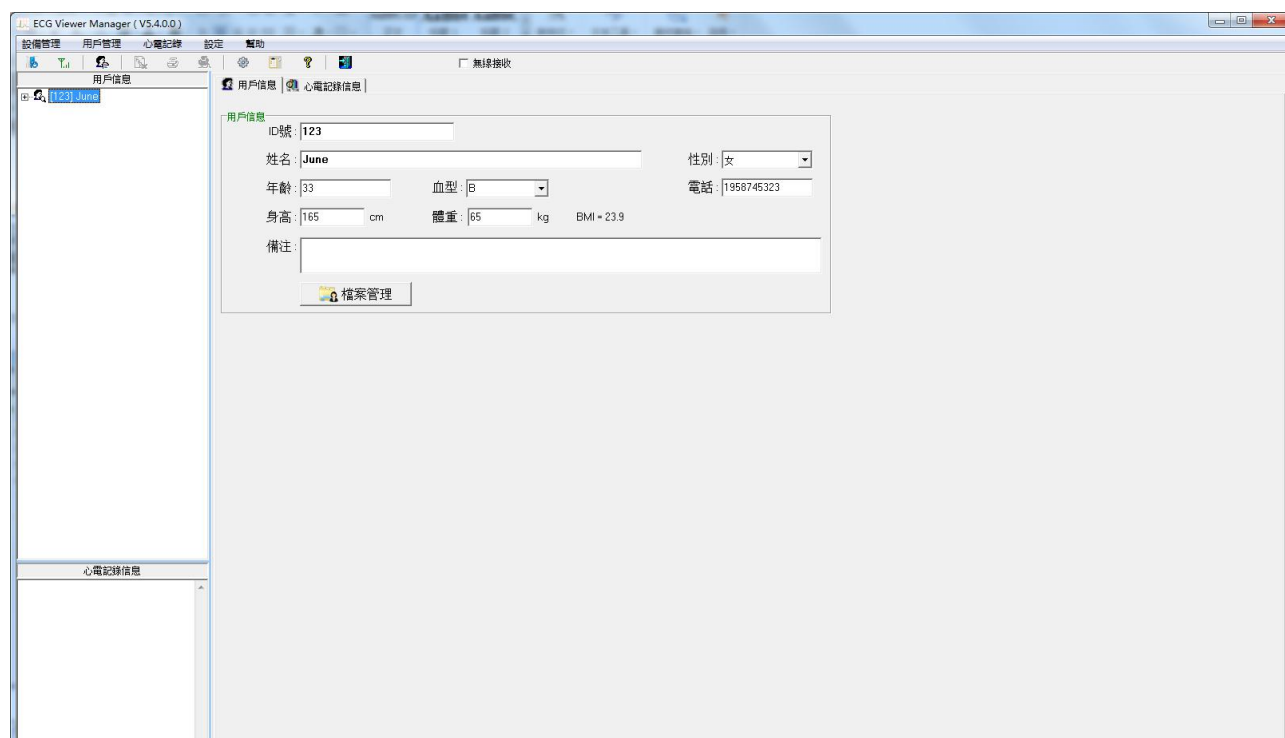 ECG Viewer Manager ( V5.4.0.0 )
設備管理 用戶管理 心電記錄 設定 幫助
無線接收
用戶信息
用戶信息 心電記錄信息
[123] June
用戶信息
ID號 : 123
姓名 : June 性別 : 女
年齡 : 33 血型 : B 電話 : 1958745323
身高 : 165 cm 體重 : 65 kg BMI = 23.9
備注 :
檔案管理
心電記錄信息